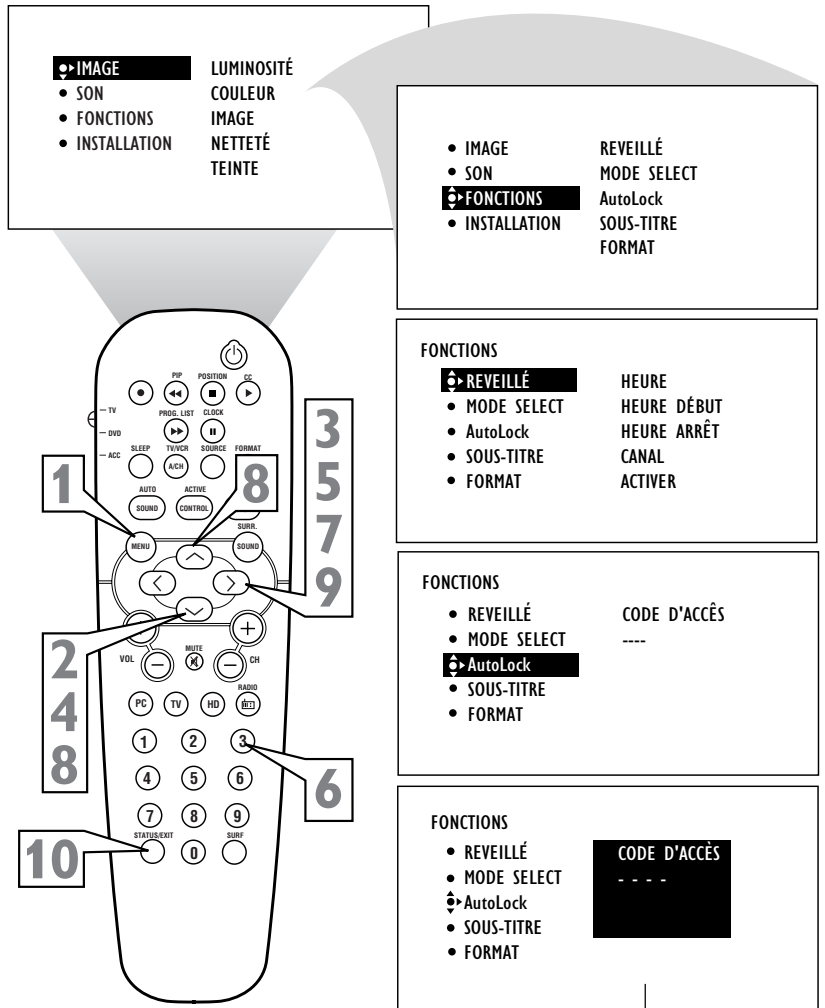 IMAGE LUMINOSITÉ
SON COULEUR
FONCTIONS IMAGE
INSTALLATION NETTETÉ
TEINTE
IMAGE REVEILLÉ
SON MODE SELECT
FONCTIONS AutoLock
INSTALLATION SOUS-TITRE
FORMAT
FONCTIONS
REVEILLÉ HEURE
MODE SELECT HEURE DÉBUT
AutoLock HEURE ARRÊT
SOUS-TITRE CANAL
FORMAT ACTIVER
FONCTIONS
REVEILLÉ CODE D'ACCÊS
MODE SELECT ----
AutoLock
SOUS-TITRE
FORMAT
FONCTIONS
REVEILLÉ CODE D'ACCÈS
MODE SELECT - - - -
AutoLock
SOUS-TITRE
FORMAT
PIP POSITION CC
TV
DVD
ACC
PROG. LIST CLOCK
SLEEP TV/VCR SOURCE FORMAT
A/CH
AUTO ACTIVE
SOUND CONTROL
SURR.
MENU SOUND
VOL MUTE CH
RADIO
PC TV HD
1 2 3
4 5 6
7 8 9
STATUS/EXIT SURF
0
1
8
3
5
7
9
2
4
8
6
10